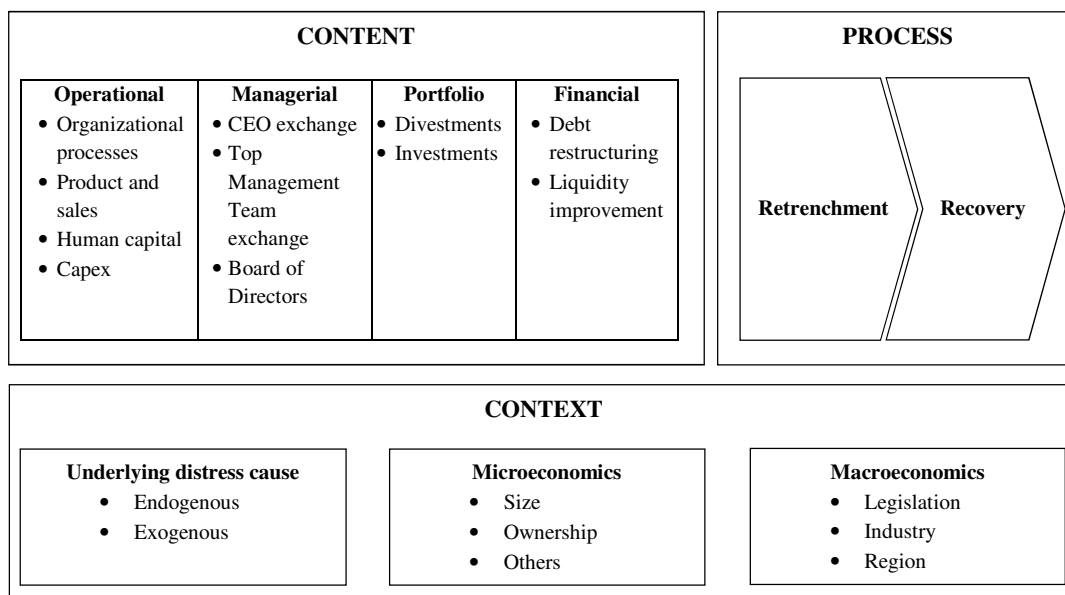 CONTENT
Operational
• Organizational
processes
• Product and
sales
• Human capital
• Capex
Managerial
• CEO exchange
• Top
Management
Team
exchange
• Board of
Directors
Portfolio
• Divestments
• Investments
Financial
• Debt
restructuring
• Liquidity
improvement
PROCESS
Retrenchment
Recovery
CONTEXT
Underlying distress cause
• Endogenous
• Exogenous
Microeconomics
• Size
• Ownership
• Others
Macroeconomics
• Legislation
• Industry
• Region